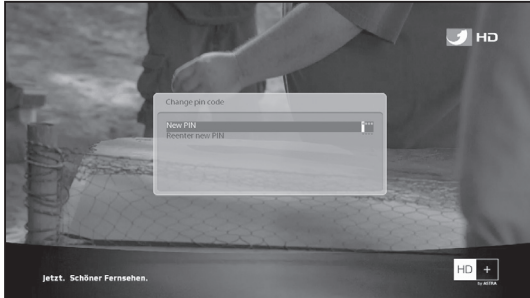 HD
Change pin code
New PIN
Reenter new PIN
Jetzt. Schöner Fernsehen.
HD +
by ASTRA